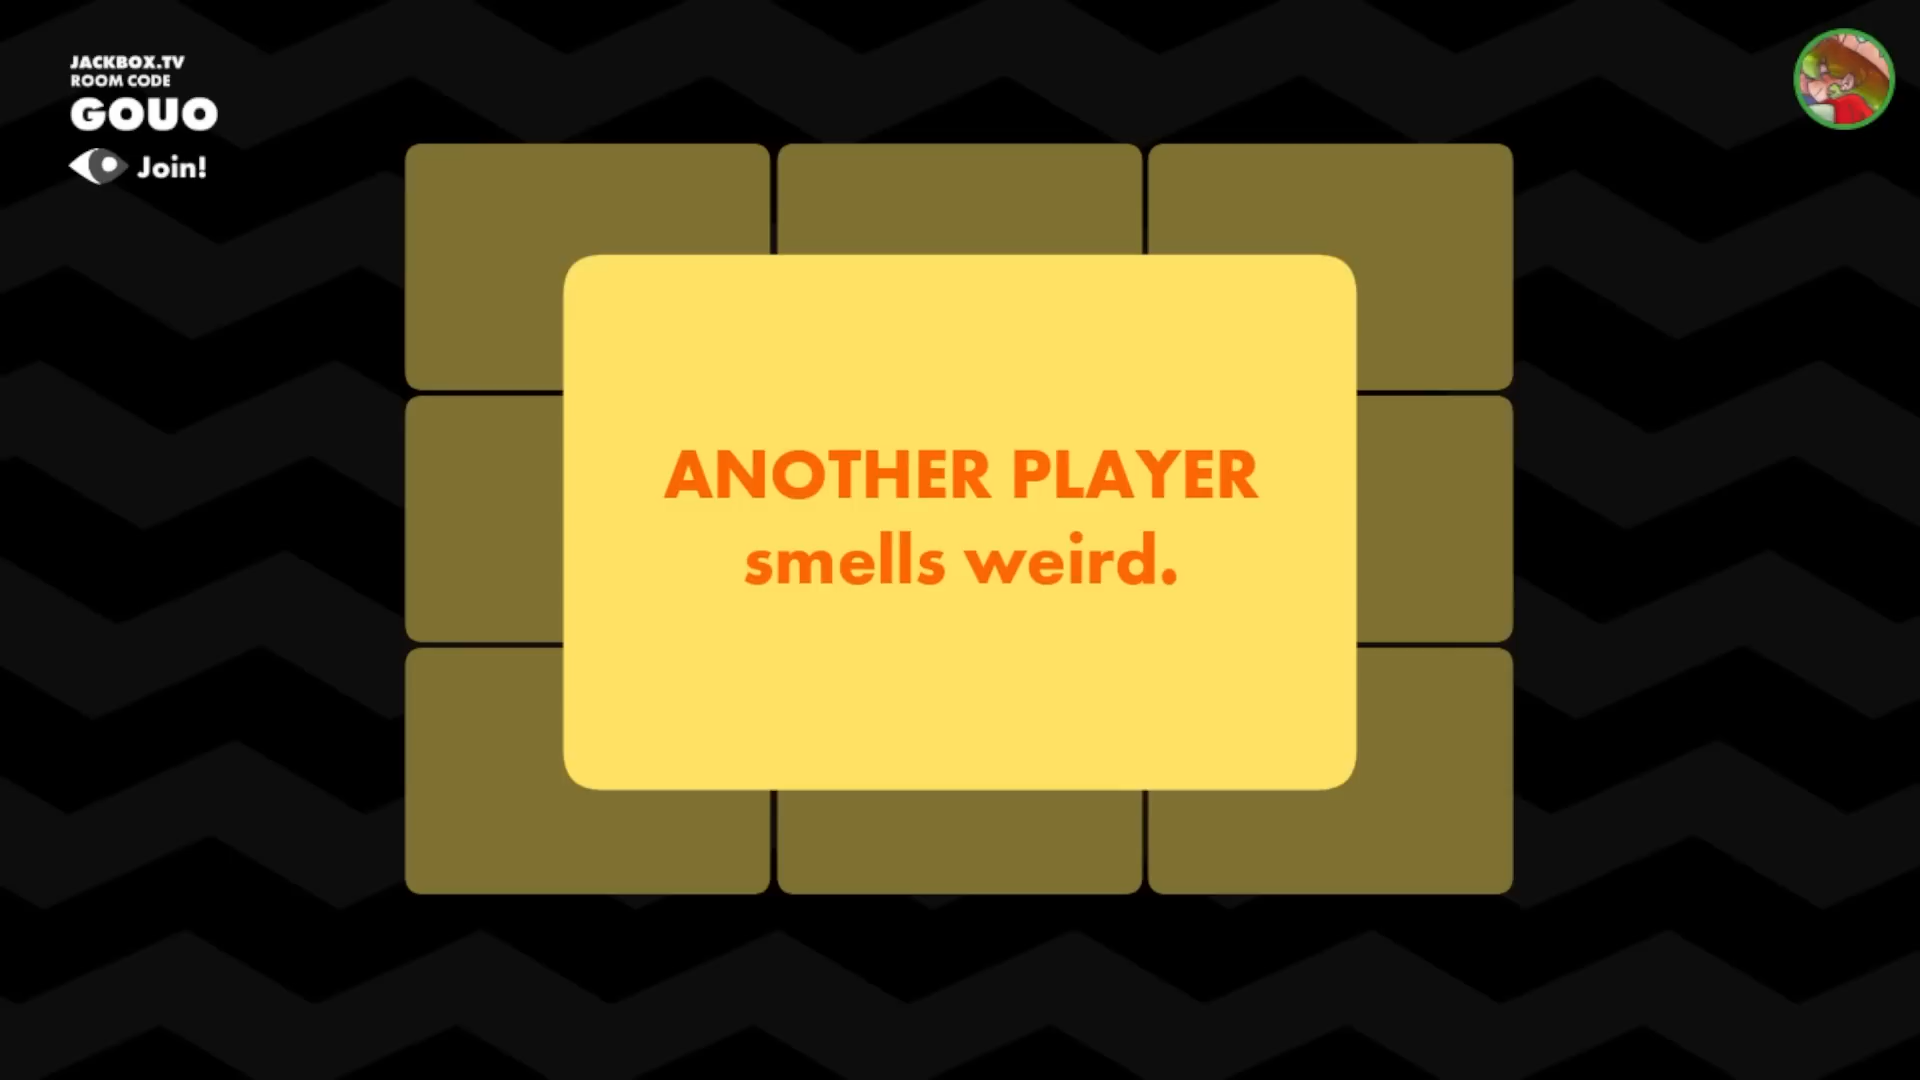 JACKBOX.TV
ROOM CODE
GOUO
Join!
ANOTHER PLAYER
smells weird.